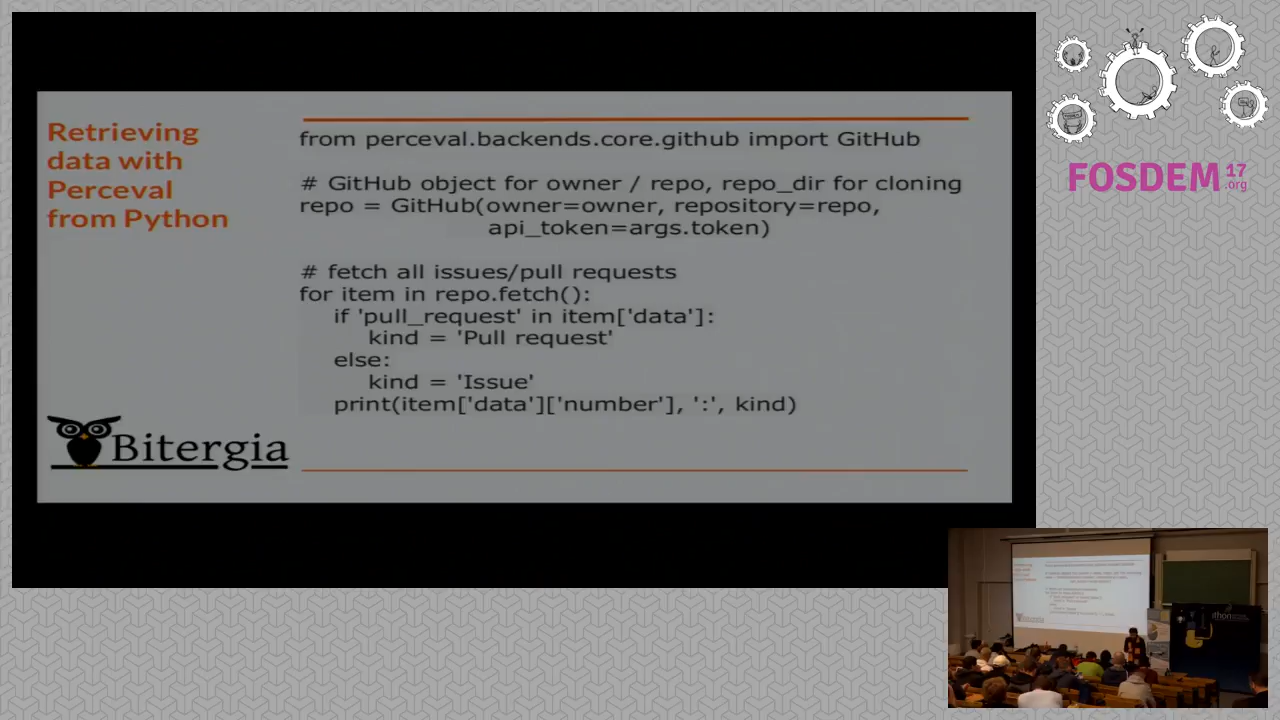 Retrieving
data with
Perceval
from Python
from perceval.backends.core.github import GitHub
# GitHub object for owner / repo, repo_dir for cloning
repo = GitHub(owner=owner, repository=repo,
api_token=args.token)
# fetch all issues/pull requests
for item in repo.fetch():
if 'pull_request' in item['data']:
kind = 'Pull request'
else:
kind = 'Issue'
print(item['data']['number'], ':', kind)
Bitergia
FOSDEM 17
.org